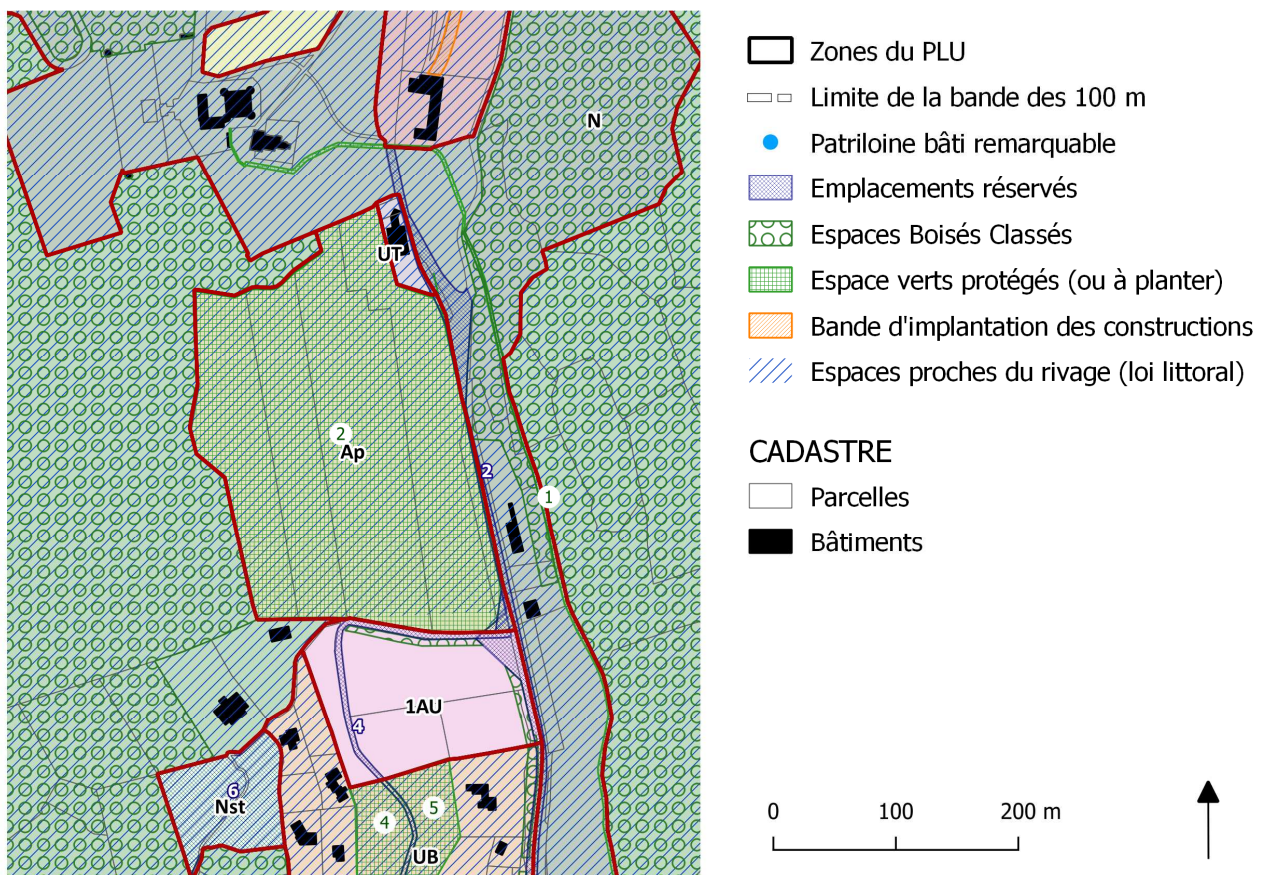 N
UT
2
Ap
2
1
1AU
4
6
Nst
4
5
UB
Zones du PLU
Limite de la bande des 100 m
Patriloine bâti remarquable
Emplacements réservés
Espaces Boisés Classés
Espace verts protégés (ou à planter)
Bande d'implantation des constructions
Espaces proches du rivage (loi littoral)
CADASTRE
Parcelles
Bâtiments
0 100 200 m